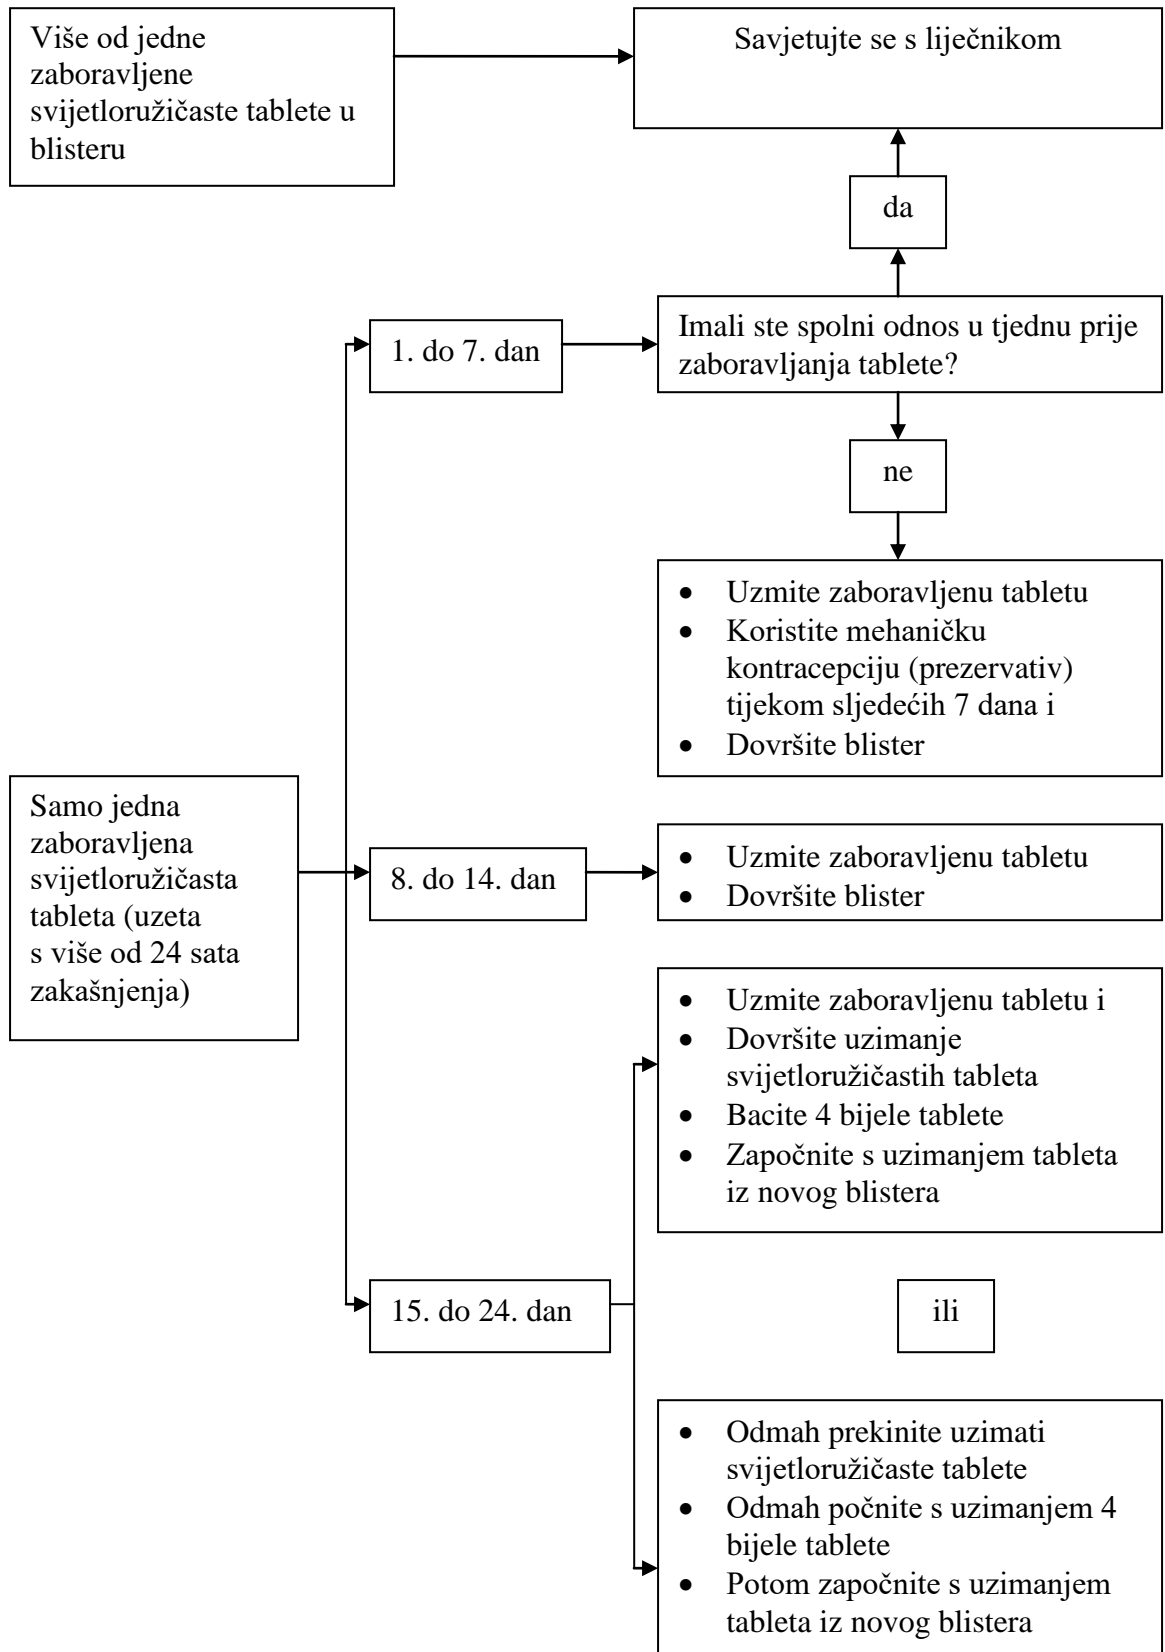 Više od jedne
zaboravljene
svijetloružičaste tablete u
blisteru
Savjetujte se s liječnikom
da
1. do 7. dan
Imali ste spolni odnos u tjednu prije
zaboravljanja tablete?
ne
• Uzmite zaboravljenu tabletu
• Koristite mehaničku
kontracepciju (prezervativ)
tijekom sljedećih 7 dana i
• Dovršite blister
Samo jedna
zaboravljena
svijetloružičasta
tableta (uzeta
s više od 24 sata
zakašnjenja)
8. do 14. dan
• Uzmite zaboravljenu tabletu
• Dovršite blister
• Uzmite zaboravljenu tabletu i
• Dovršite uzimanje
svijetloružičastih tableta
• Bacite 4 bijele tablete
• Započnite s uzimanjem tableta
iz novog blistera
15. do 24. dan
ili
• Odmah prekinite uzimati
svijetloružičaste tablete
• Odmah počnite s uzimanjem 4
bijele tablete
• Potom započnite s uzimanjem
tableta iz novog blistera